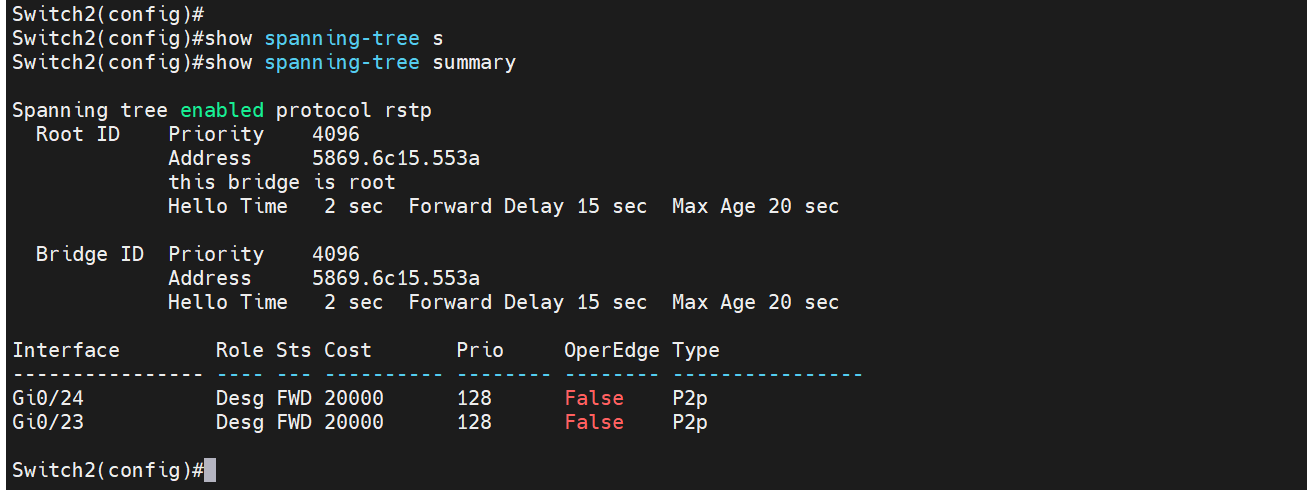 Switch2(config)#
Switch2(config)#show spanning-tree s
Switch2(config)#show spanning-tree summary

Spanning tree enabled protocol rstp
  Root ID    Priority    4096
             Address     5869.6c15.553a
             this bridge is root
             Hello Time   2 sec  Forward Delay 15 sec  Max Age 20 sec

  Bridge ID  Priority    4096
             Address     5869.6c15.553a
             Hello Time   2 sec  Forward Delay 15 sec  Max Age 20 sec

Interface        Role Sts Cost       Prio     OperEdge Type
---------------- ---- --- ---------- -------- -------- ----------------
Gi0/24           Desg FWD 20000      128      False    P2p
Gi0/23           Desg FWD 20000      128      False    P2p

Switch2(config)#